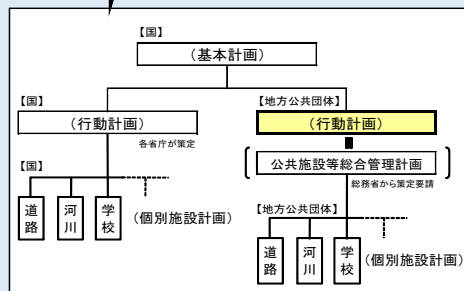 【国】
(基本計画)
【国】
(行動計画)
各省庁が策定
【地方公共団体】
(行動計画)
公共施設等総合管理計画
総務省から策定要請
【国】
道路
河川
学校
(個別施設計画)
【地方公共団体】
道路
河川
学校
(個別施設計画)